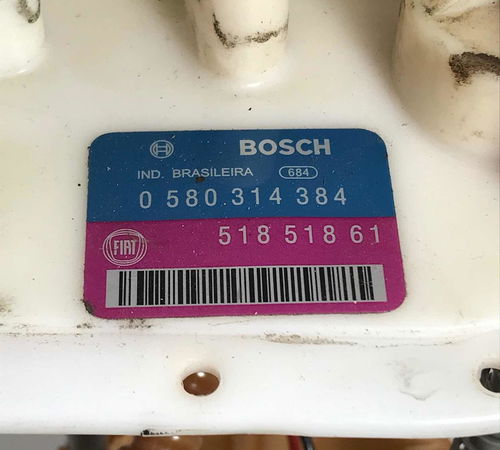 BOSCH
IND. BRASILEIRA 684
0 580 314 384
518 518 61
FIAT